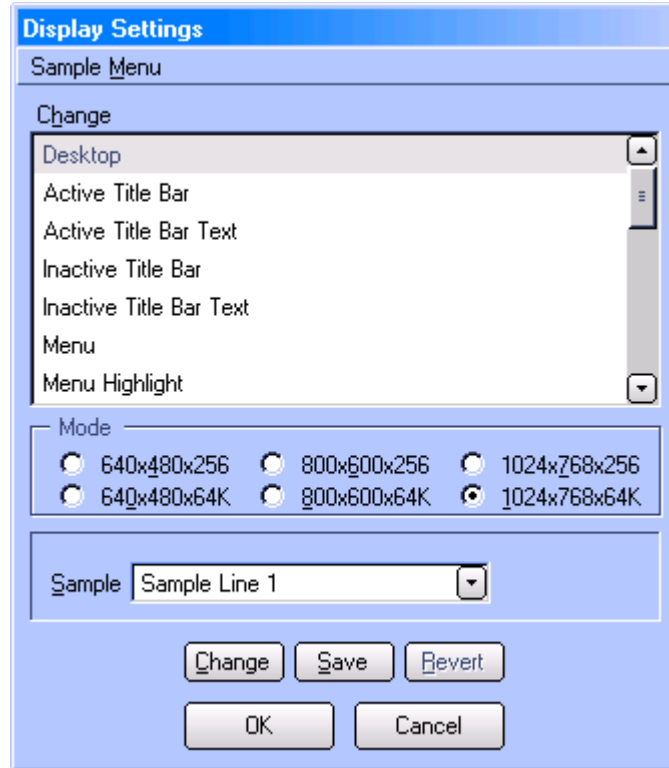 Display Settings
Sample Menu
Change
Desktop
Active Title Bar
Active Title Bar Text
Inactive Title Bar
Inactive Title Bar Text
Menu
Menu Highlight
Mode
640x480x256 800x600x256 1024x768x256
640x480x64K 800x600x64K 1024x768x64K
Sample Sample Line 1
Change Save Revert
OK Cancel